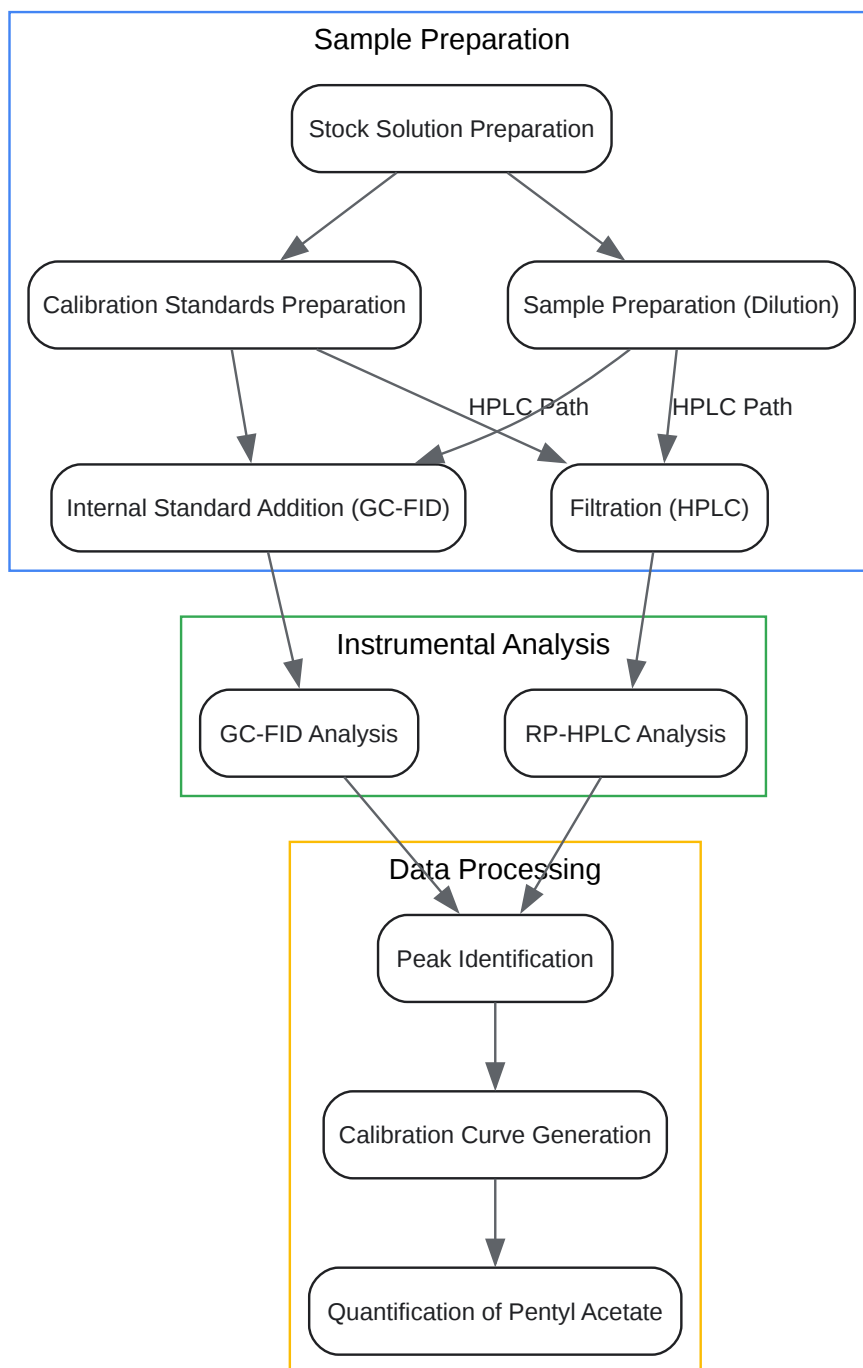 Sample Preparation
Stock Solution Preparation
Calibration Standards Preparation
Sample Preparation (Dilution)
HPLC Path
HPLC Path
Internal Standard Addition (GC-FID)
Filtration (HPLC)
Instrumental Analysis
GC-FID Analysis
RP-HPLC Analysis
Data Processing
Peak Identification
Calibration Curve Generation
Quantification of Pentyl Acetate